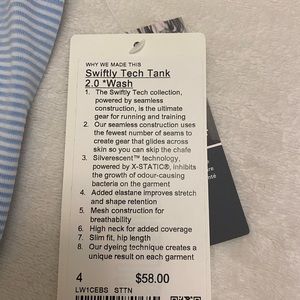 WHY WE MADE THIS
Swiftly Tech Tank
2.0 *Wash
1. The Swiftly Tech collection,
powered by seamless
construction, is the ultimate
gear for running and training
2. Our seamless construction uses
the fewest number of seams to
create gear that glides across
skin so you can skip the chafe
3. Silverescent™ technology,
powered by X-STATIC®, inhibits
the growth of odour-causing
bacteria on the garment
4. Added elastane improves stretch
and shape retention
5. Mesh construction for
breathability
6. High neck for added coverage
7. Slim fit, hip length
8. Our dyeing technique creates a
unique result on each garment
4 $58.00
LW1CEBS STTN